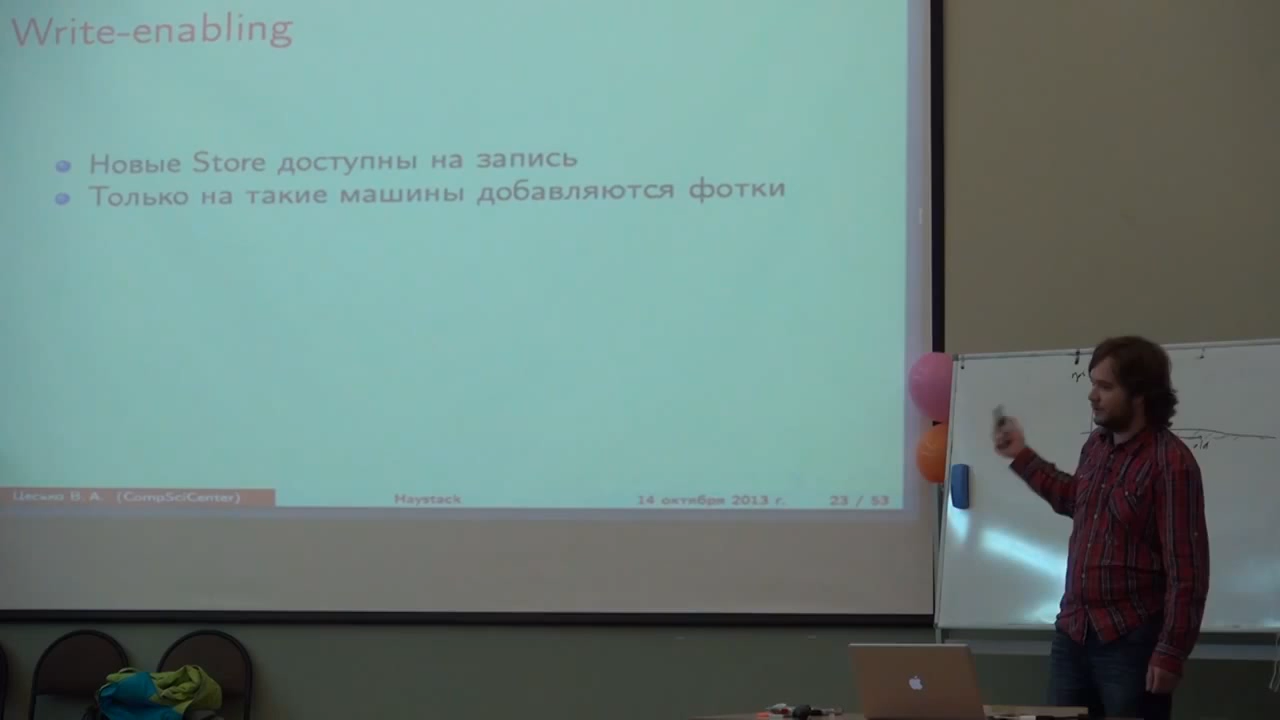 Write-enabling
Новые Store доступны на запись
Только на такие машины добавляются фотки
Цесько В. А. (CompSciCenter)
Haystack
14 октября 2013 г.
23 / 53